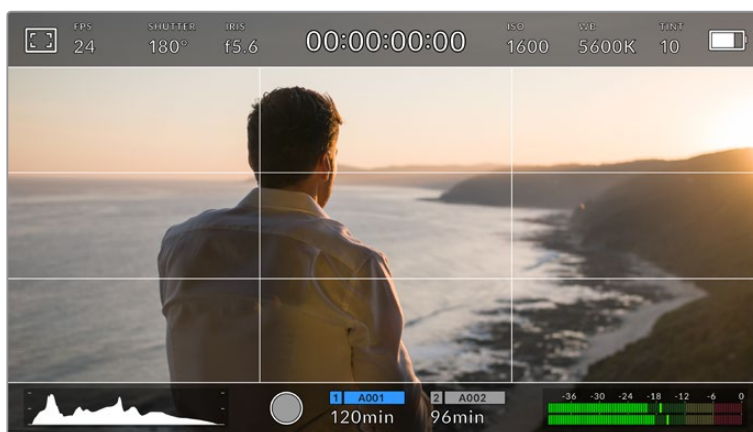 FPS SHUTTER IRIS ISO WB TINT
24 180° f5.6 00:00:00:00 1600 5600K 10
1 A001 2 A002
120min 96min
-36 -30 -24 -18 -12 -6 0